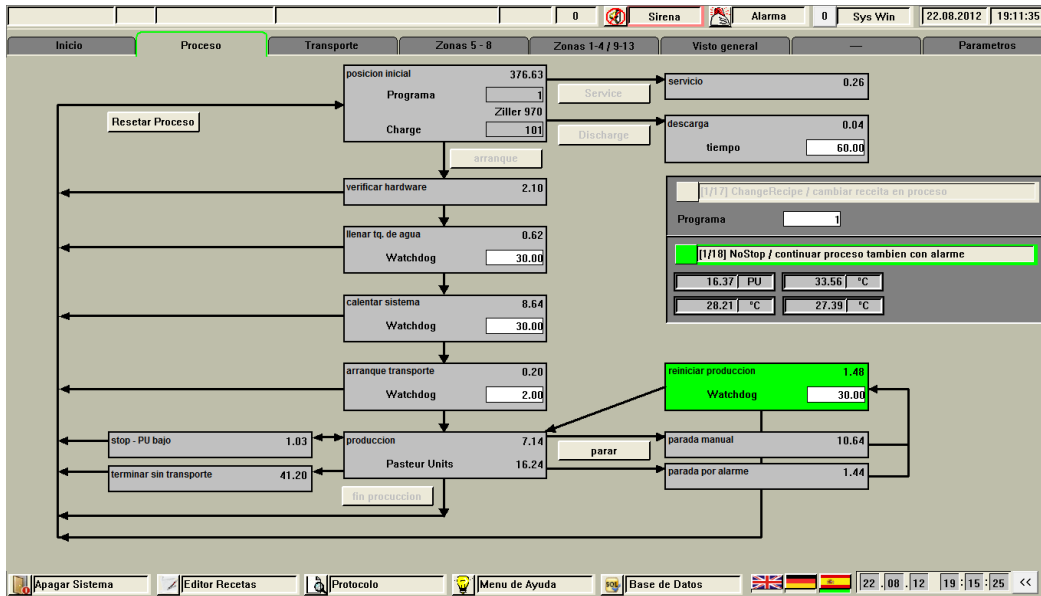 0 Sirena Alarma 0 Sys Win 22.08.2012 19:11:35
Inicio Proceso Transporte Zonas 5 - 8 Zonas 1-4 / 9-13 Visto general — Parametros
posicion inicial 376.63
Programa 1
Ziller 970
Charge 101
Resetar Proceso
Service
Discharge
servicio 0.26
descarga 0.04
tiempo 60.00
arranque
verificar hardware 2.10
[1/17] ChangeRecipe / cambiar receita en proceso
Programa 1
llenar tq. de agua 0.62
Watchdog 30.00
[1/18] NoStop / continuar proceso tambien con alarme
16.37 PU 33.56 °C
28.21 °C 27.39 °C
calentar sistema 8.64
Watchdog 30.00
arranque transporte 0.20
Watchdog 2.00
reiniciar produccion 1.48
Watchdog 30.00
stop - PU bajo 1.03
produccion 7.14
Pasteur Units 16.24
parar
parada manual 10.64
terminar sin transporte 41.20
parada por alarme 1.44
fin procuccion
Apagar Sistema Editor Recetas Protocolo Menu de Ayuda SQL Base de Datos 22 . 08 . 12 19 : 15 : 25 <<